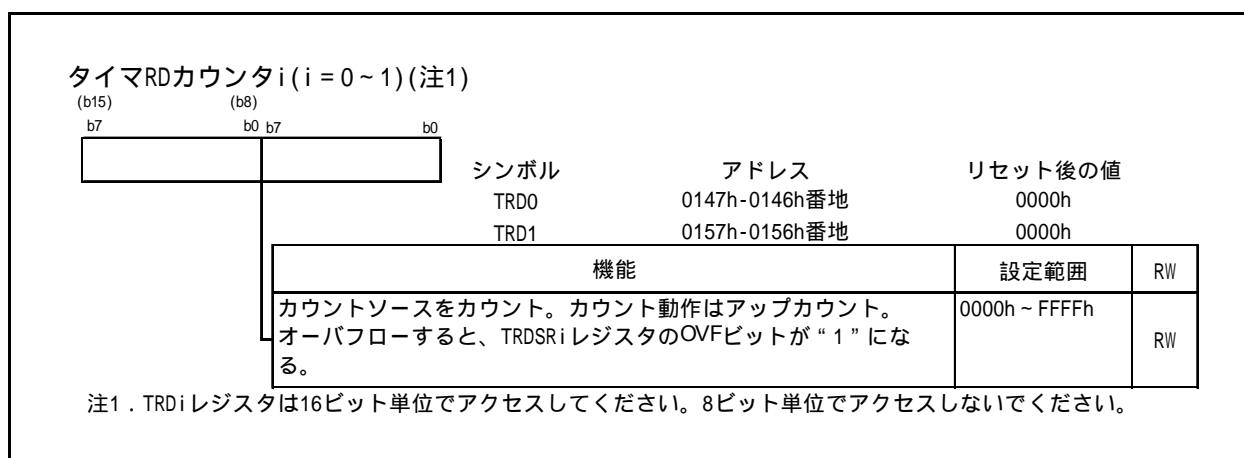 タイマRDカウンタi(i=0~1)(注1)
(b15) (b8)
b7 b0 b7 b0
シンボル アドレス リセット後の値
TRD0 0147h-0146h番地 0000h
TRD1 0157h-0156h番地 0000h
機能 設定範囲 RW
カウントソースをカウント。カウント動作はアップカウント。 0000h~FFFFh
オーバフローすると、TRDSRiレジスタのOVFビットが“1”にな RW
る。
注1.TRDiレジスタは16ビット単位でアクセスしてください。8ビット単位でアクセスしないでください。